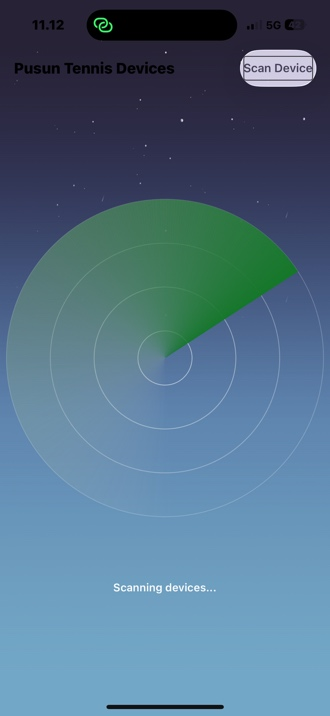 11.12
5G
Pusun Tennis Devices
Scan Device
Scanning devices...